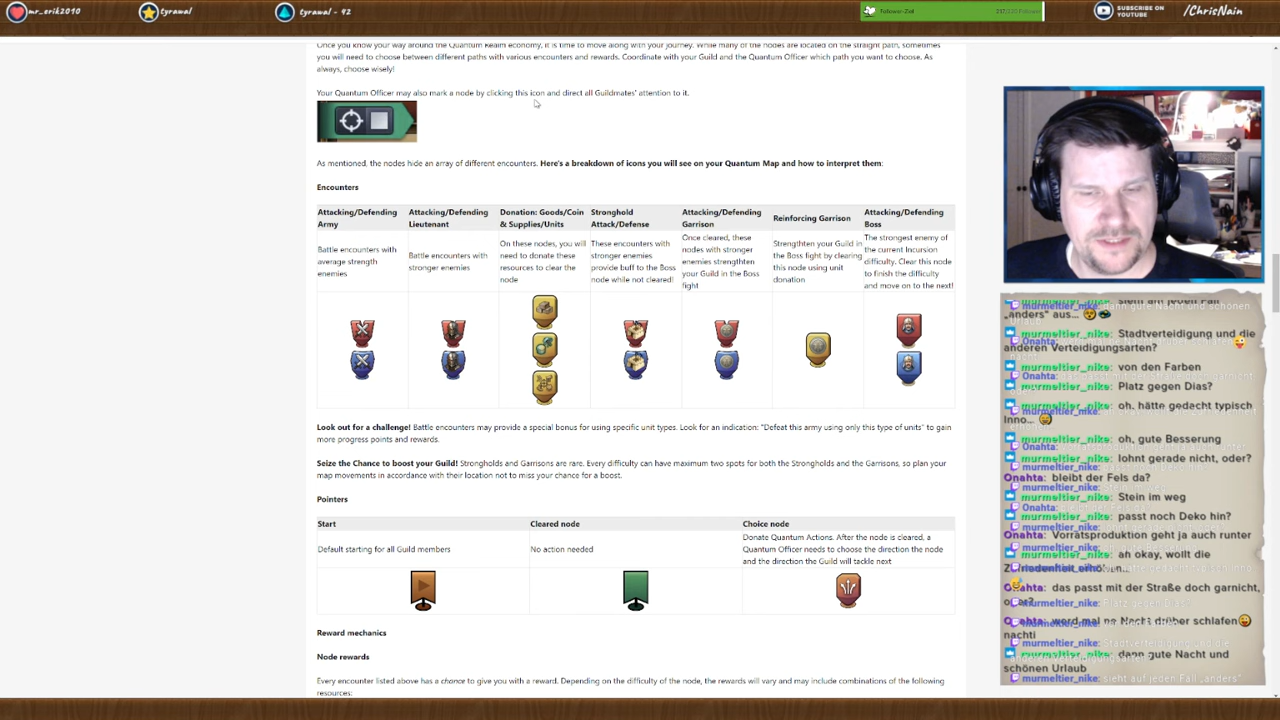 mr_erik2010
tyrawal
tyrawal - 92
Follower-Ziel
SUBSCRIBE ON
YOUTUBE
/ChrisNain
Once you know your way around the Quantum Realm economy, it is time to move along with your journey. While many of the nodes are located on the straight path, sometimes
you will need to choose between different paths with various encounters and rewards. Coordinate with your Guild and the Quantum Officer which path you want to choose. As
always, choose wisely!
Your Quantum Officer may also mark a node by clicking this icon and direct all Guildmates' attention to it.
As mentioned, the nodes hide an array of different encounters. Here's a breakdown of icons you will see on your Quantum Map and how to interpret them:
Encounters
Attacking/Defending
Army
Attacking/Defending
Lieutenant
Donation: Goods/Coin
& Supplies/Units
Stronghold
Attack/Defense
Attacking/Defending
Garrison
Reinforcing Garrison
Attacking/Defending
Boss
Battle encounters with
average strength
enemies
Battle encounters with
stronger enemies
On these nodes, you will
need to donate these
resources to clear the
node
These encounters with
stronger enemies
provide buff to the Boss
node while not cleared!
Once cleared, these
nodes with stronger
enemies strengthen
your Guild in the Boss
fight
Strengthten your Guild in
the Boss fight by clearing
this node using unit
donation
The strongest enemy of
the current Incursion
difficulty. Clear this node
to finish the difficulty
and move on to the next!
Look out for a challenge! Battle encounters may provide a special bonus for using specific unit types. Look for an indication: "Defeat this army using only this type of units" to gain
more progress points and rewards.
Seize the Chance to boost your Guild! Strongholds and Garrisons are rare. Every difficulty can have maximum two spots for both the Strongholds and the Garrisons, so plan your
map movements in accordance with their location not to miss your chance for a boost.
Pointers
Start
Cleared node
Choice node
Default starting for all Guild members
No action needed
Donate Quantum Actions. After the node is cleared, a
Quantum Officer needs to choose the direction the node
and the direction the Guild will tackle next
Reward mechanics
Node rewards
Every encounter listed above has a chance to give you with a reward. Depending on the difficulty of the node, the rewards will vary and may include combinations of the following
resources:
„anders" aus...
murmeltier_nike: Stadtverteidigung und die
anderen Verteidigungsarten?
murmeltier_nike: von den Farben
murmeltier_nike: Platz gegen Dias?
murmeltier_nike: oh, hätte gedacht typisch
Inno...
murmeltier_nike: oh, gute Besserung
murmeltier_nike: lohnt gerade nicht, oder?
Onahta: bleibt der Fels da?
murmeltier_nike: Stein im weg
murmeltier_nike: passt noch Deko hin?
Onahta: Vorrätsproduktion geht ja auch runter
murmeltier_nike: ah okay, wollt die
Onahta: das passt mit der Straße doch garnicht,
Onahta: werd mal ne Nacht drüber schlafen
nachti
murmeltier_nike: dann gute Nacht und
schönen Urlaub
murmeltier_nike: sieht auf jeden Fall „anders"